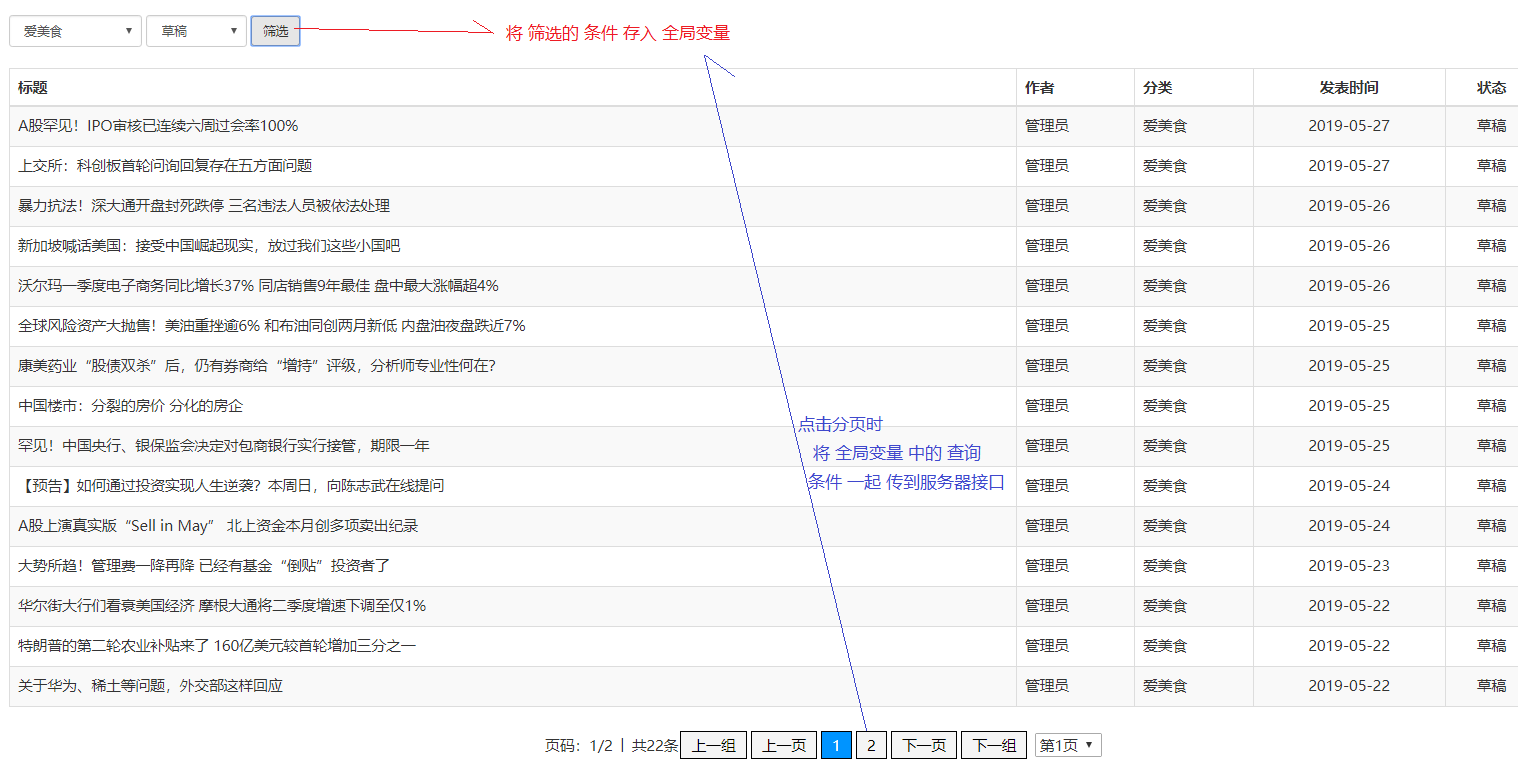 爱美食 草稿 筛选 将 筛选的 条件 存入 全局变量
标题 作者 分类 发表时间 状态
A股罕见！IPO审核已连续六周过会率100% 管理员 爱美食 2019-05-27 草稿
上交所：科创板首轮问询回复存在五方面问题 管理员 爱美食 2019-05-27 草稿
暴力抗法！深大通开盘封死跌停 三名违法人员被依法处理 管理员 爱美食 2019-05-26 草稿
新加坡喊话美国：接受中国崛起现实，放过我们这些小国吧 管理员 爱美食 2019-05-26 草稿
沃尔玛一季度电子商务同比增长37% 同店销售9年最佳 盘中最大涨幅超4% 管理员 爱美食 2019-05-26 草稿
全球风险资产大抛售！美油重挫逾6% 和布油同创两月新低 内盘油夜盘跌近7% 管理员 爱美食 2019-05-25 草稿
康美药业“股债双杀”后，仍有券商给“增持”评级，分析师专业性何在？ 管理员 爱美食 2019-05-25 草稿
中国楼市：分裂的房价 分化的房企 管理员 爱美食 2019-05-25 草稿
点击分页时
罕见！中国央行、银保监会决定对包商银行实行接管，期限一年 管理员 爱美食 2019-05-25 草稿
将 全局变量 中的 查询
条件 一起 传到服务器接口
【预告】如何通过投资实现人生逆袭？本周日，向陈志武在线提问 管理员 爱美食 2019-05-24 草稿
A股上演真实版“Sell in May” 北上资金本月创多项卖出纪录 管理员 爱美食 2019-05-24 草稿
大势所趋！管理费一降再降 已经有基金“倒贴”投资者了 管理员 爱美食 2019-05-23 草稿
华尔街大行们看衰美国经济 摩根大通将二季度增速下调至仅1% 管理员 爱美食 2019-05-22 草稿
特朗普的第二轮农业补贴来了 160亿美元较首轮增加三分之一 管理员 爱美食 2019-05-22 草稿
关于华为、稀土等问题，外交部这样回应 管理员 爱美食 2019-05-22 草稿
页码：1/2 | 共22条 上一组 上一页 1 2 下一页 下一组 第1页